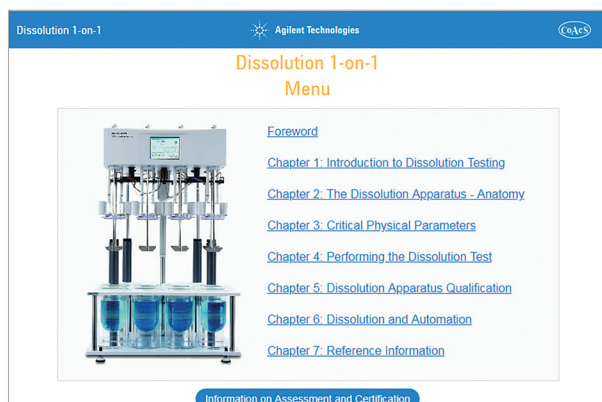 Dissolution 1-on-1
Agilent Technologies
CoAcS
Dissolution 1-on-1
Menu
Foreword
Chapter 1: Introduction to Dissolution Testing
Chapter 2: The Dissolution Apparatus - Anatomy
Chapter 3: Critical Physical Parameters
Chapter 4: Performing the Dissolution Test
Chapter 5: Dissolution Apparatus Qualification
Chapter 6: Dissolution and Automation
Chapter 7: Reference Information
Information on Assessment and Certification